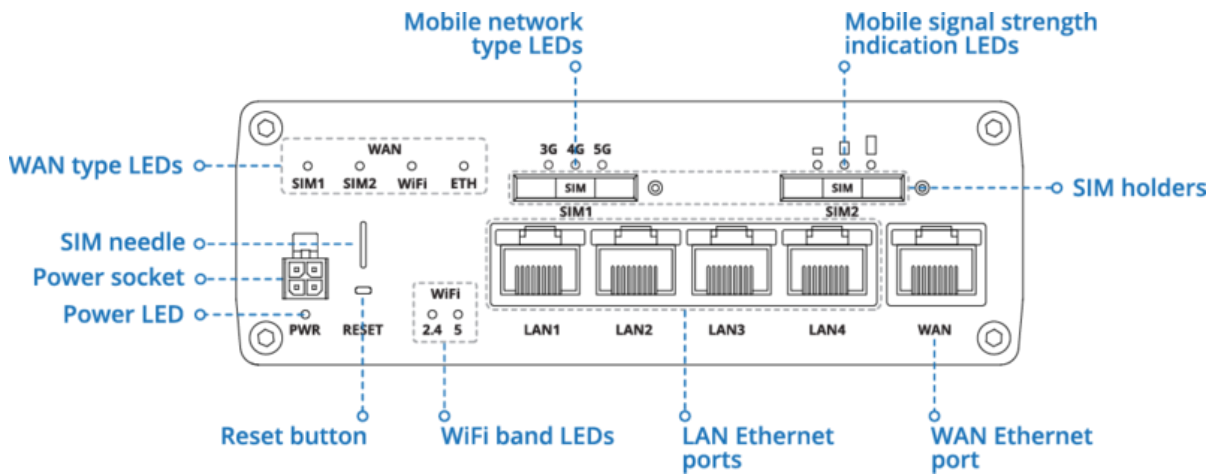 Mobile network
type LEDs
Mobile signal strength
indication LEDs
WAN type LEDs
WAN
SIM1 SIM2 WiFi ETH
3G 4G 5G
SIM
SIM
SIM holders
SIM1
SIM2
SIM needle
Power socket
Power LED
PWR
RESET
WiFi
2.4 5
LAN1
LAN2
LAN3
LAN4
WAN
Reset button
WiFi band LEDs
LAN Ethernet
ports
WAN Ethernet
port